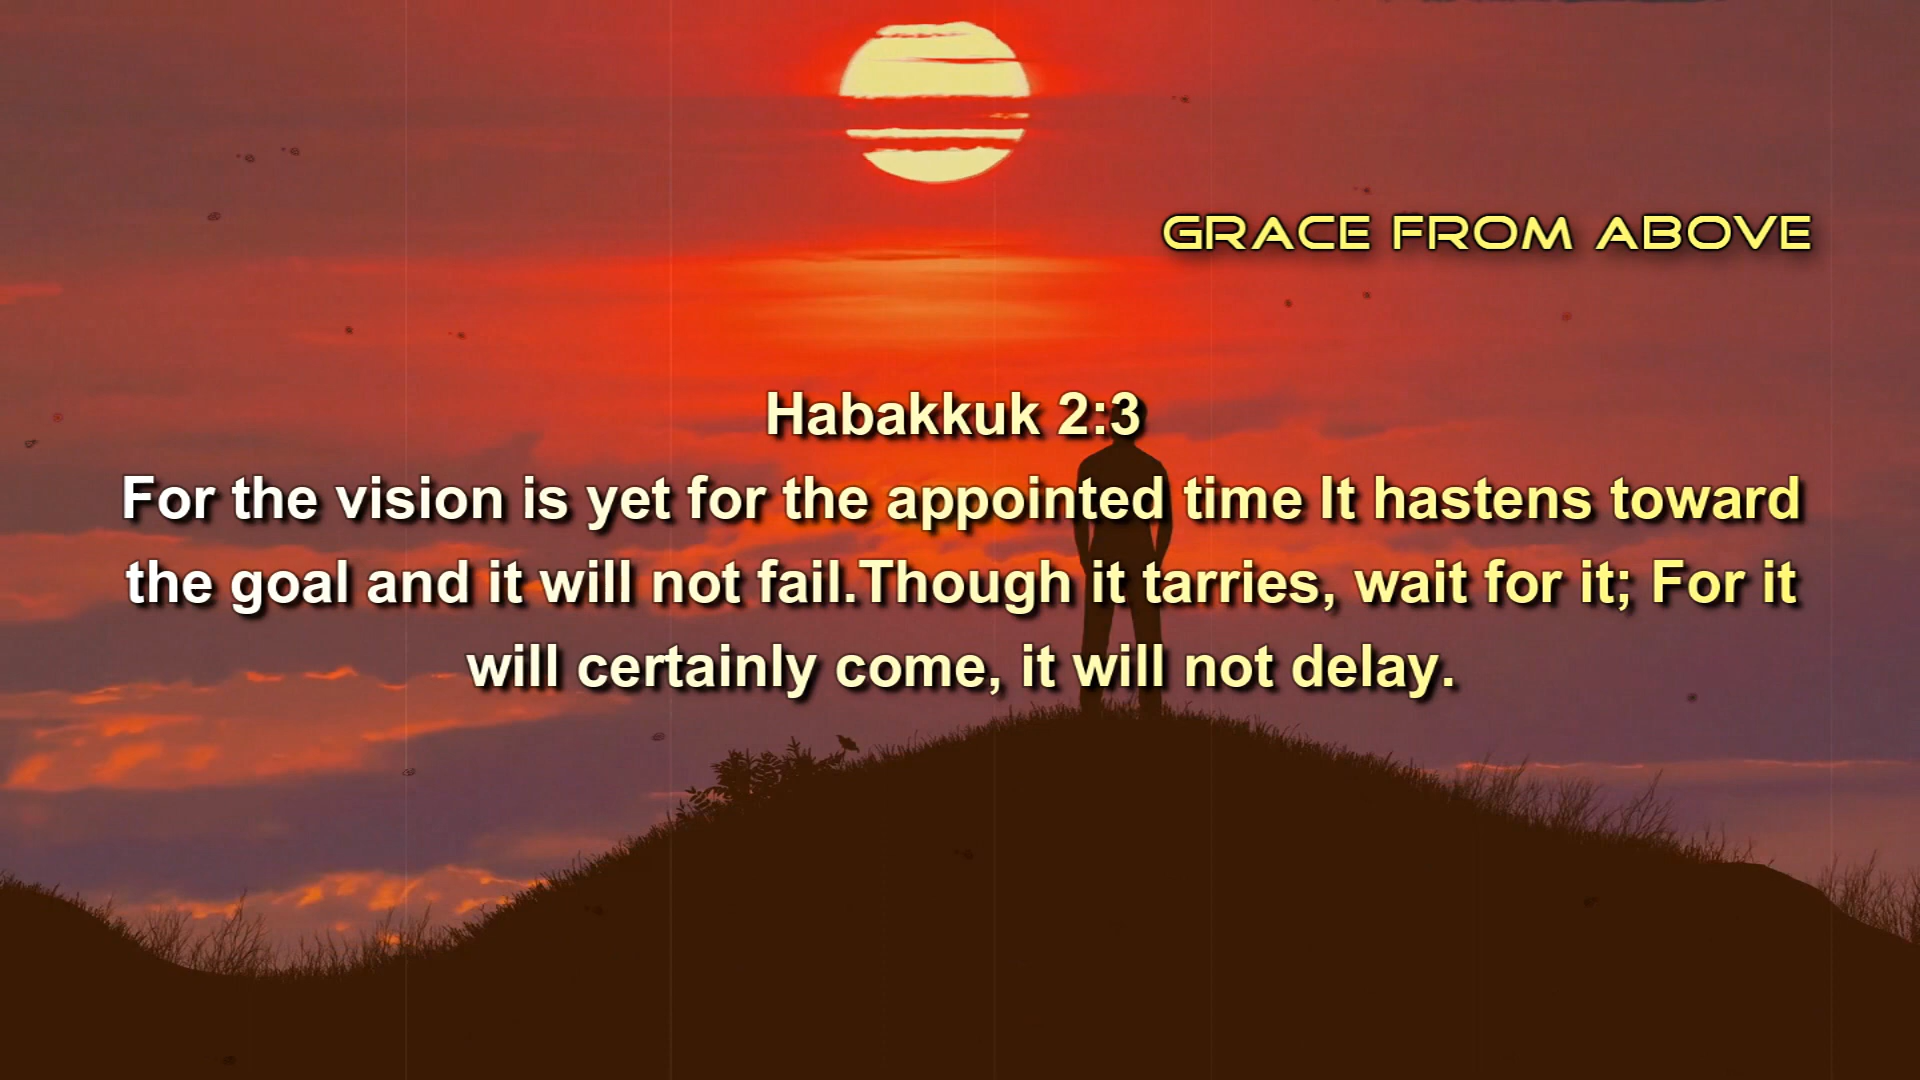 GRACE FROM ABOVE
Habakkuk 2:3
For the vision is yet for the appointed time It hastens toward
the goal and it will not fail.Though it tarries, wait for it; For it
will certainly come, it will not delay.